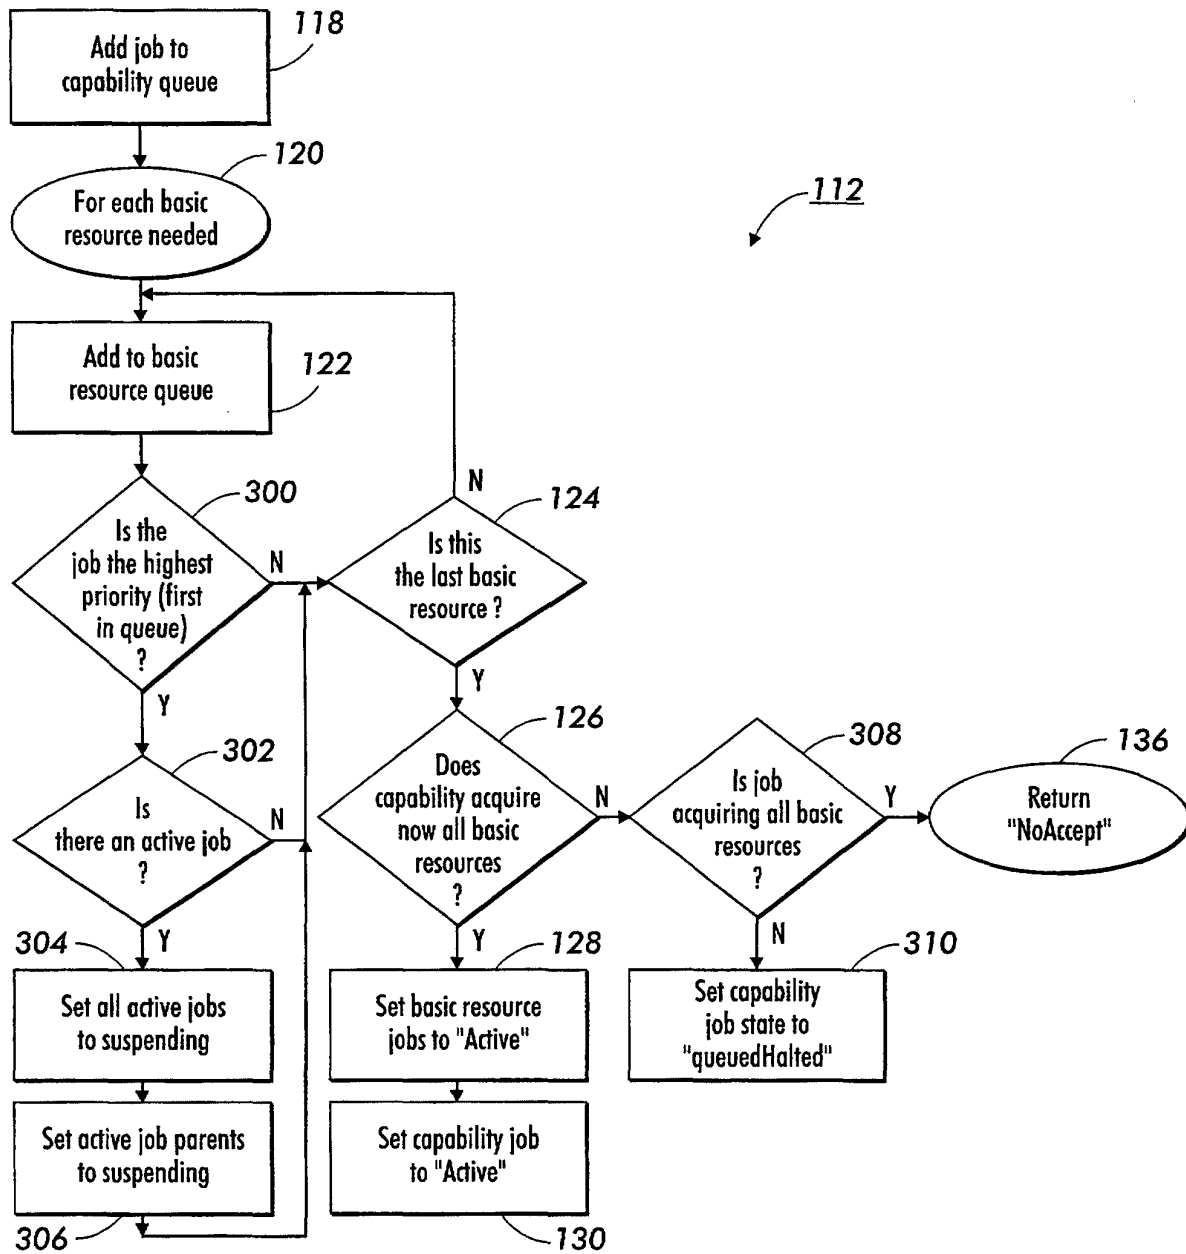 118
Add job to
capability queue
120
For each basic
resource needed
112
Add to basic
resource queue
122
N
300
124
Is the
job the highest
priority (first
in queue)
?
N
Is this
the last basic
resource ?
Y
Y
302
126
308
136
Is
there an active job
?
N
Does
capability acquire
now all basic
resources
?
N
Is job
acquiring all basic
resources
?
Y
Return
"NoAccept"
Y
Y
N
304
128
310
Set all active jobs
to suspending
Set basic resource
jobs to "Active"
Set capability
job state to
"queuedHalted"
Set active job parents
to suspending
Set capability job
to "Active"
306
130